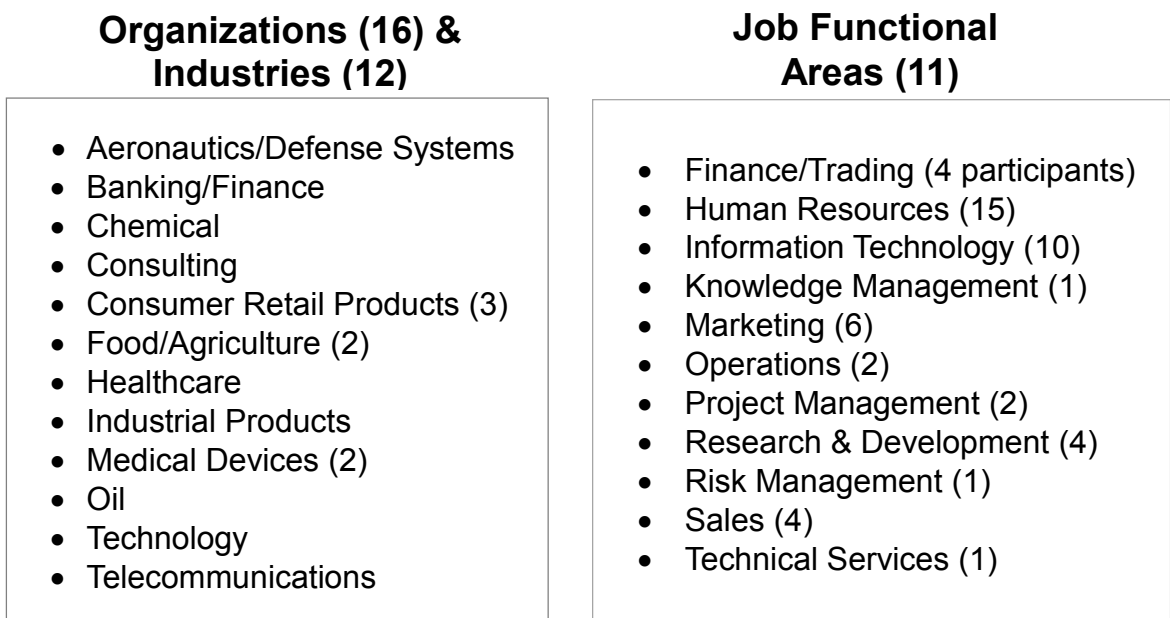 Organizations (16) &
Industries (12)
• Aeronautics/Defense Systems
• Banking/Finance
• Chemical
• Consulting
• Consumer Retail Products (3)
• Food/Agriculture (2)
• Healthcare
• Industrial Products
• Medical Devices (2)
• Oil
• Technology
• Telecommunications
Job Functional
Areas (11)
• Finance/Trading (4 participants)
• Human Resources (15)
• Information Technology (10)
• Knowledge Management (1)
• Marketing (6)
• Operations (2)
• Project Management (2)
• Research & Development (4)
• Risk Management (1)
• Sales (4)
• Technical Services (1)